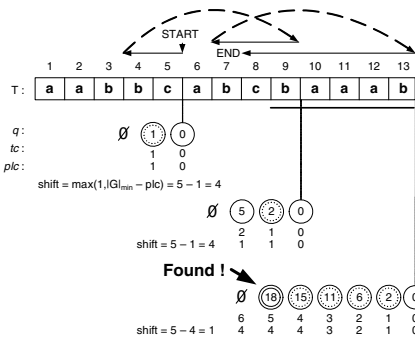 START
END
1 2 3 4 5 6 7 8 9 10 11 12 13
T : a a b b c a a b c b a a a b
q : Ø 1 0
tc : 1 0
plc : 1 0
shift = max(1,|G|min – plc) = 5 – 1 = 4
Ø 5 2 0
2 1 0
shift = 5 – 1 = 4 1 1 0
Found !
Ø 18 15 11 6 2 0
6 5 4 3 2 1 0
shift = 5 – 4 = 1 4 4 4 3 2 1 0